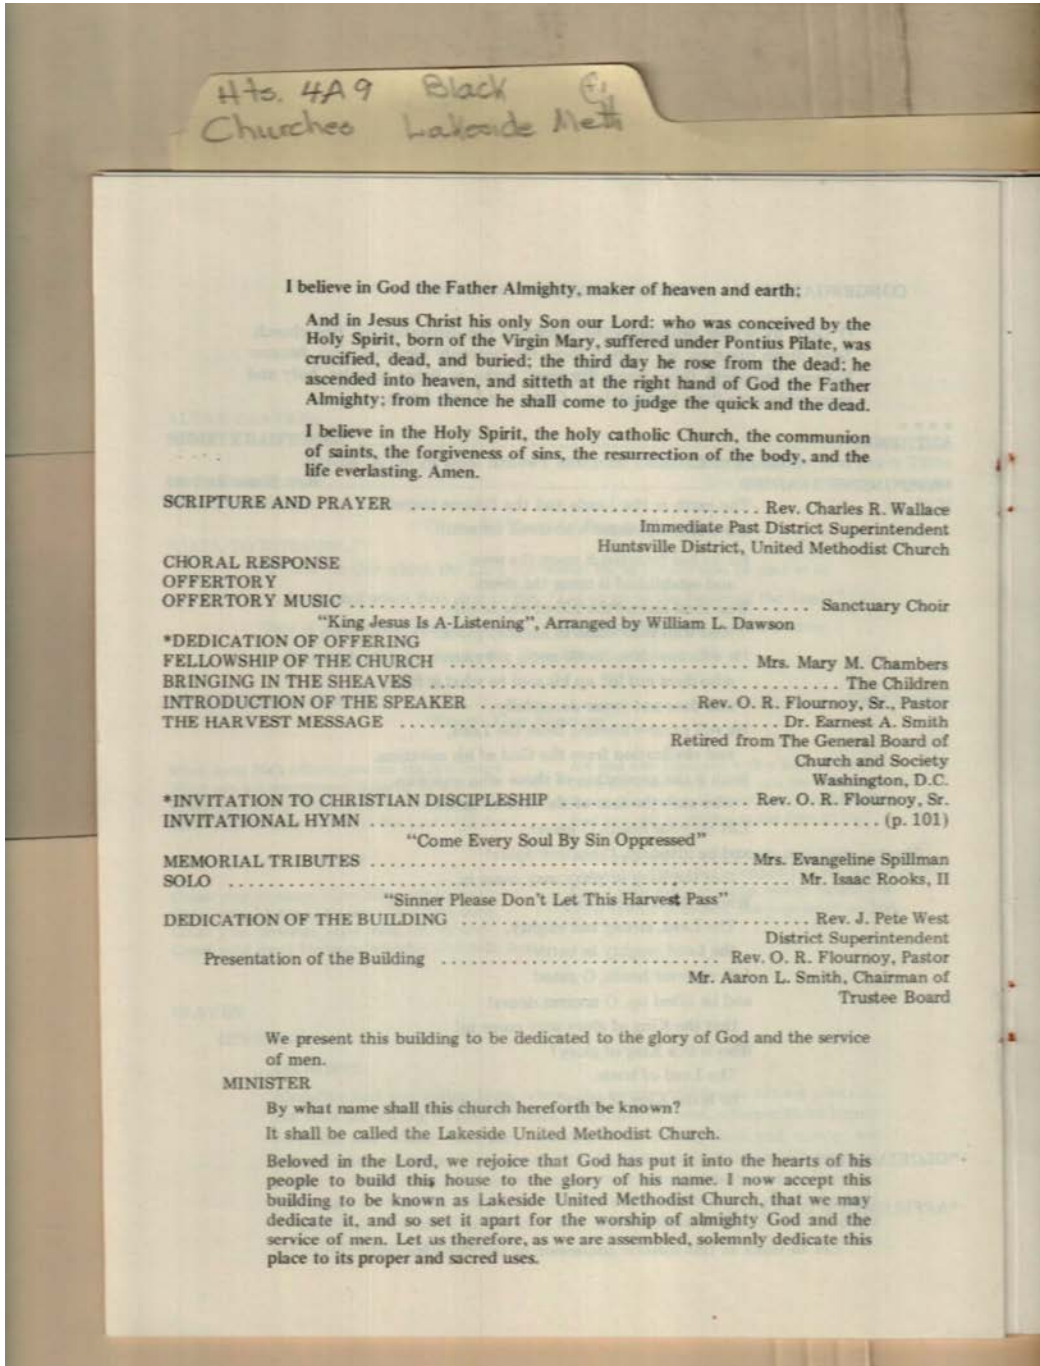 Hts. 4A9 Black
Churches Lakeside Meth
I believe in God the Father Almighty, maker of heaven and earth;
And in Jesus Christ his only Son our Lord: who was conceived by the
Holy Spirit, born of the Virgin Mary, suffered under Pontius Pilate, was
crucified, dead, and buried; the third day he rose from the dead; he
ascended into heaven, and sitteth at the right hand of God the Father
Almighty; from thence he shall come to judge the quick and the dead.
I believe in the Holy Spirit, the holy catholic Church, the communion
of saints, the forgiveness of sins, the resurrection of the body, and the
life everlasting. Amen.
SCRIPTURE AND PRAYER ................................ Rev. Charles R. Wallace
Immediate Past District Superintendent
Huntsville District, United Methodist Church
CHORAL RESPONSE
OFFERTORY
OFFERTORY MUSIC .............................................. Sanctuary Choir
"King Jesus Is A-Listening", Arranged by William L. Dawson
*DEDICATION OF OFFERING
FELLOWSHIP OF THE CHURCH .............................. Mrs. Mary M. Chambers
BRINGING IN THE SHEAVES ......................................... The Children
INTRODUCTION OF THE SPEAKER ..................... Rev. O. R. Flournoy, Sr., Pastor
THE HARVEST MESSAGE ...................................... Dr. Earnest A. Smith
Retired from The General Board of
Church and Society
Washington, D.C.
*INVITATION TO CHRISTIAN DISCIPLESHIP ................... Rev. O. R. Flournoy, Sr.
INVITATIONAL HYMN ................................................... (p. 101)
"Come Every Soul By Sin Oppressed"
MEMORIAL TRIBUTES ...................................... Mrs. Evangeline Spillman
SOLO ......................................................... Mr. Isaac Rooks, II
"Sinner Please Don't Let This Harvest Pass"
DEDICATION OF THE BUILDING ................................... Rev. J. Pete West
District Superintendent
Presentation of the Building ............................ Rev. O. R. Flournoy, Pastor
Mr. Aaron L. Smith, Chairman of
Trustee Board
We present this building to be dedicated to the glory of God and the service
of men.
MINISTER
By what name shall this church hereforth be known?
It shall be called the Lakeside United Methodist Church.
Beloved in the Lord, we rejoice that God has put it into the hearts of his
people to build this house to the glory of his name. I now accept this
building to be known as Lakeside United Methodist Church, that we may
dedicate it, and so set it apart for the worship of almighty God and the
service of men. Let us therefore, as we are assembled, solemnly dedicate this
place to its proper and sacred uses.